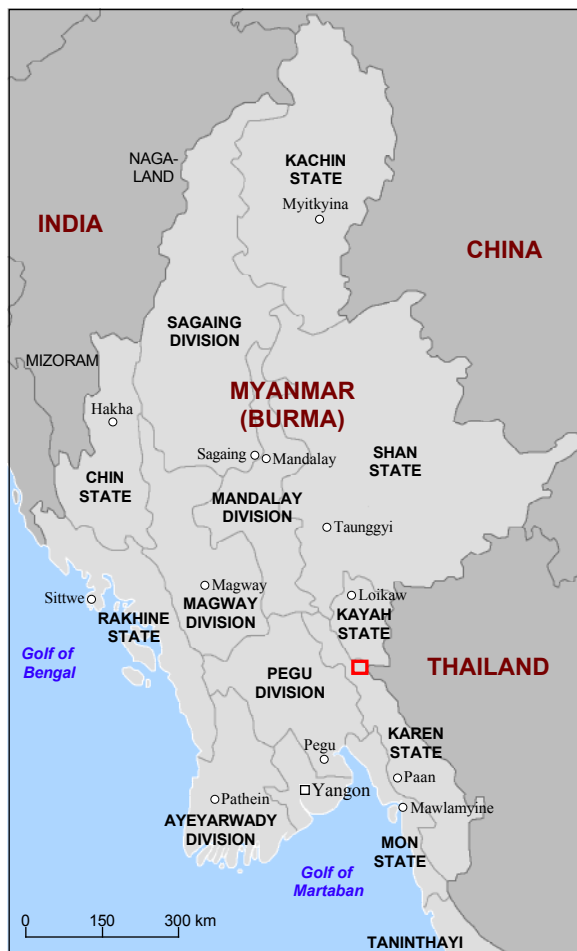 NAGA-
LAND
KACHIN
STATE
Myitkyina
INDIA
CHINA
SAGAING
DIVISION
MIZORAM
MYANMAR
(BURMA)
Hakha
Sagaing
Mandalay
SHAN
STATE
CHIN
STATE
MANDALAY
DIVISION
Taunggyi
Magway
Loikaw
Sittwe
MAGWAY
DIVISION
KAYAH
STATE
RAKHINE
STATE
Golf of
Bengal
PEGU
DIVISION
THAILAND
KAREN
STATE
Pegu
Paan
Yangon
Pathein
Mawlamyine
AYEYARWADY
DIVISION
MON
STATE
Golf of
Martaban
0 150 300 km
TANINTHAYI